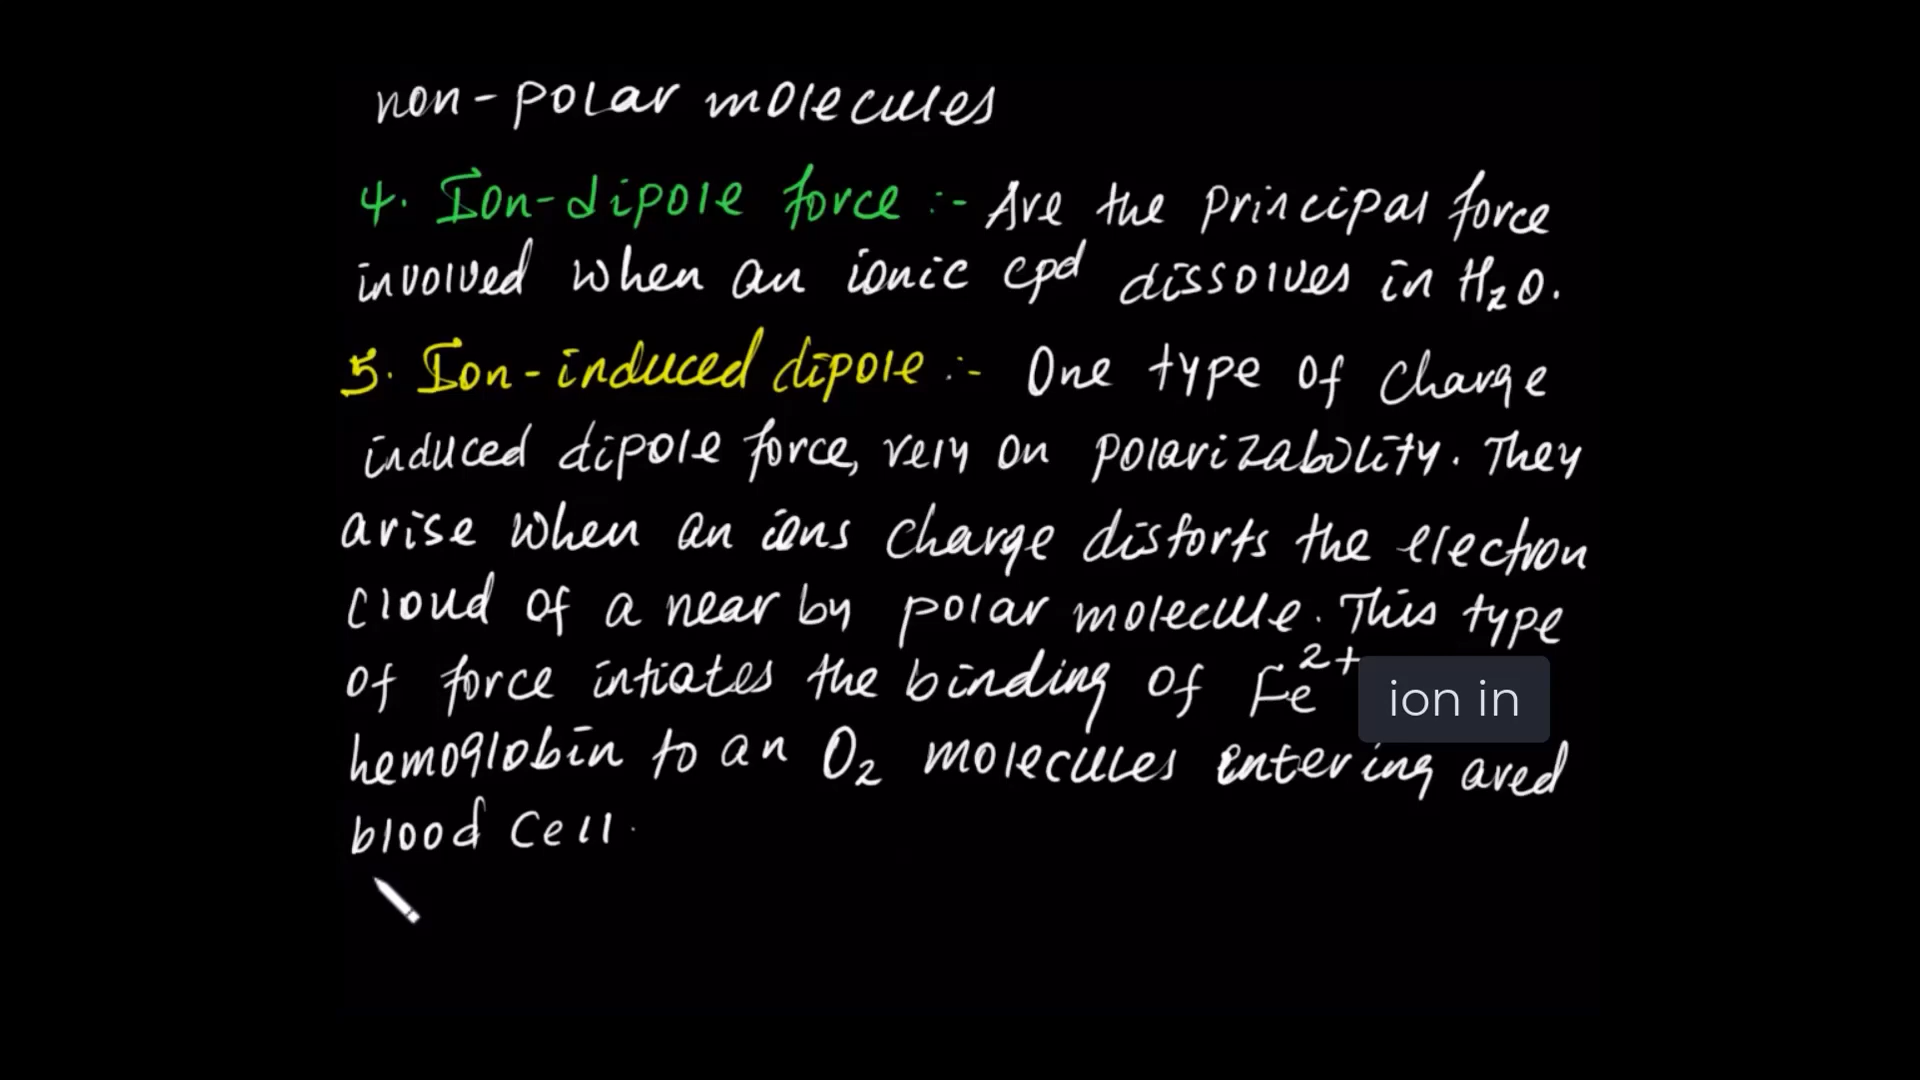 non-polar molecules
4. Ion-dipole force :- Are the principal force
involved when an ionic cpd dissolves in H₂O.
5. Ion-induced dipole :- One type of charge
induced dipole force, rely on polarizability. They
arise when an ions charge distorts the electron
cloud of a near by polar molecule. This type
of force intiates the binding of Fe²⁺ ion in
hemoglobin to an O₂ molecules entering ared
blood cell.